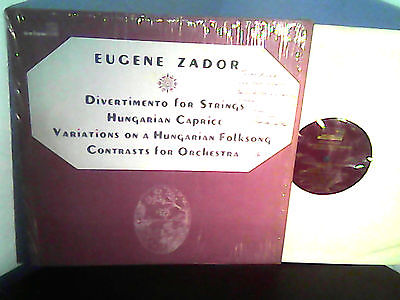 EUGENE ZADOR
Divertimento for Strings
Hungarian Caprice
Variations on a Hungarian Folksong
Contrasts for Orchestra